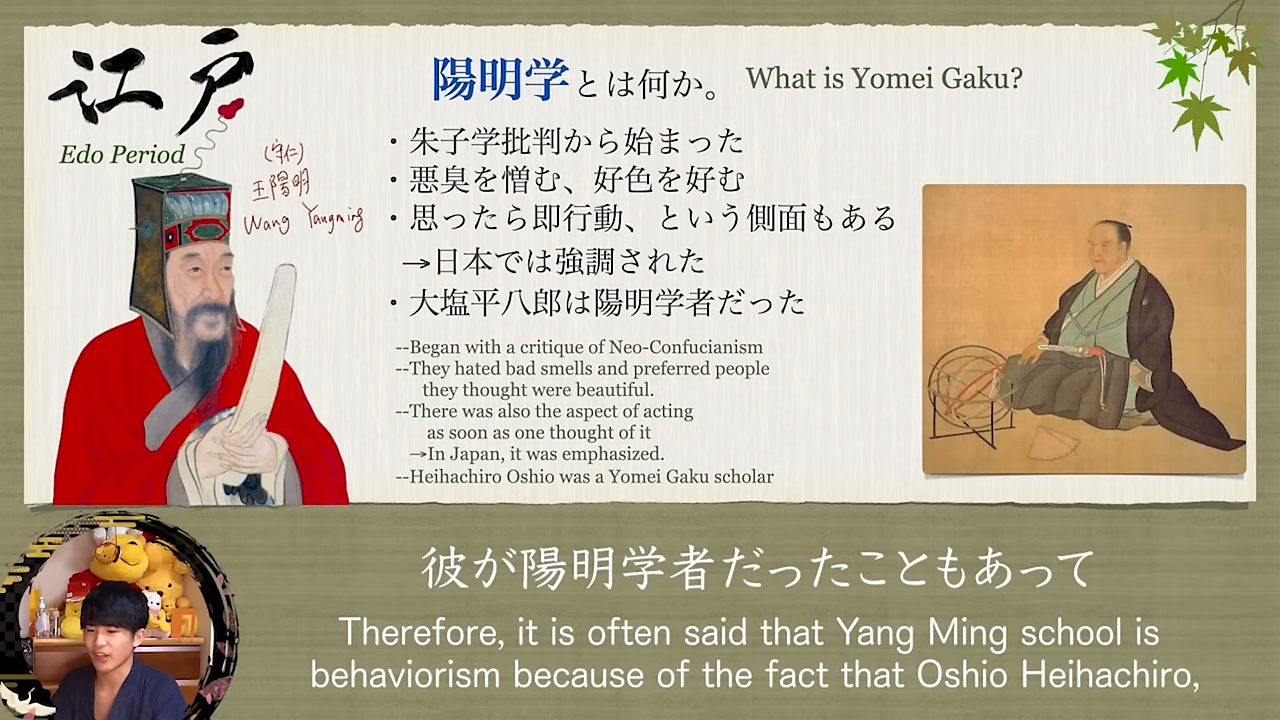 江戸
Edo Period
(守仁)
王陽明
Wang Yangming
陽明学とは何か。 What is Yomei Gaku?
・朱子学批判から始まった
・悪臭を憎む、好色を好む
・思ったら即行動、という側面もある
→日本では強調された
・大塩平八郎は陽明学者だった
--Began with a critique of Neo-Confucianism
--They hated bad smells and preferred people
they thought were beautiful.
--There was also the aspect of acting
as soon as one thought of it
→In Japan, it was emphasized.
--Heihachiro Oshio was a Yomei Gaku scholar
彼が陽明学者だったこともあって
Therefore, it is often said that Yang Ming school is
behaviorism because of the fact that Oshio Heihachiro,